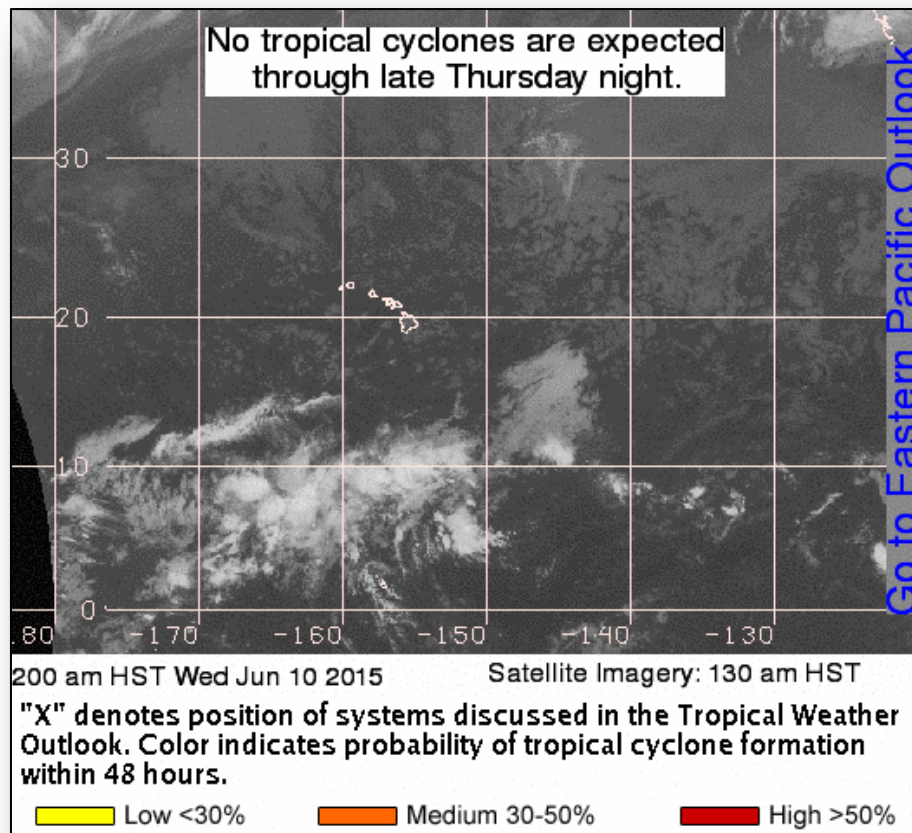 No tropical cyclones are expected
through late Thursday night.
Go to Eastern Pacific Outlook
30
20
10
0
.80 -170 -160 -150 -140 -130
200 am HST Wed Jun 10 2015 Satellite Imagery: 130 am HST
"X" denotes position of systems discussed in the Tropical Weather
Outlook. Color indicates probability of tropical cyclone formation
within 48 hours.
Low <30% Medium 30-50% High >50%